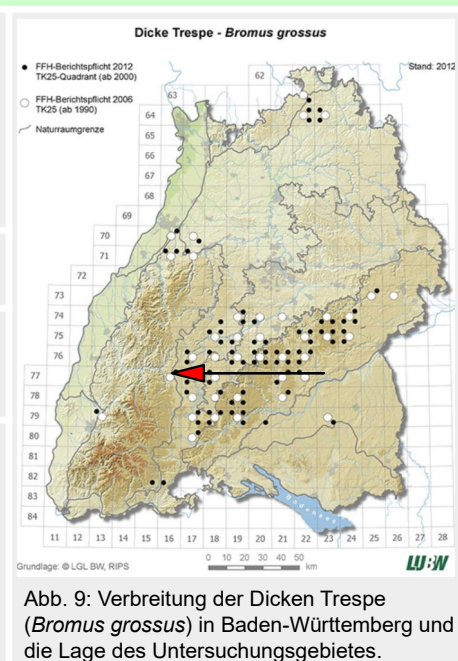 Dicke Trespe - Bromus grossus
FFH-Berichtspflicht 2012
TK25-Quadrant (ab 2000)
FFH-Berichtspflicht 2006
TK25 (ab 1990)
Naturraumgrenze
Stand: 2012
62
63
64
65
66
67
68
69
70
71
72
73
74
75
76
77
78
79
80
81
82
83
84
11 12 13 14 15 16 17 18 19 20 21 22 23 24 25 26 27 28
Bodensee
Grundlage: © LGL BW, RIPS
0 10 20 30 40 50
km
LUBW
Abb. 9: Verbreitung der Dicken Trespe
(Bromus grossus) in Baden-Württemberg und
die Lage des Untersuchungsgebietes.